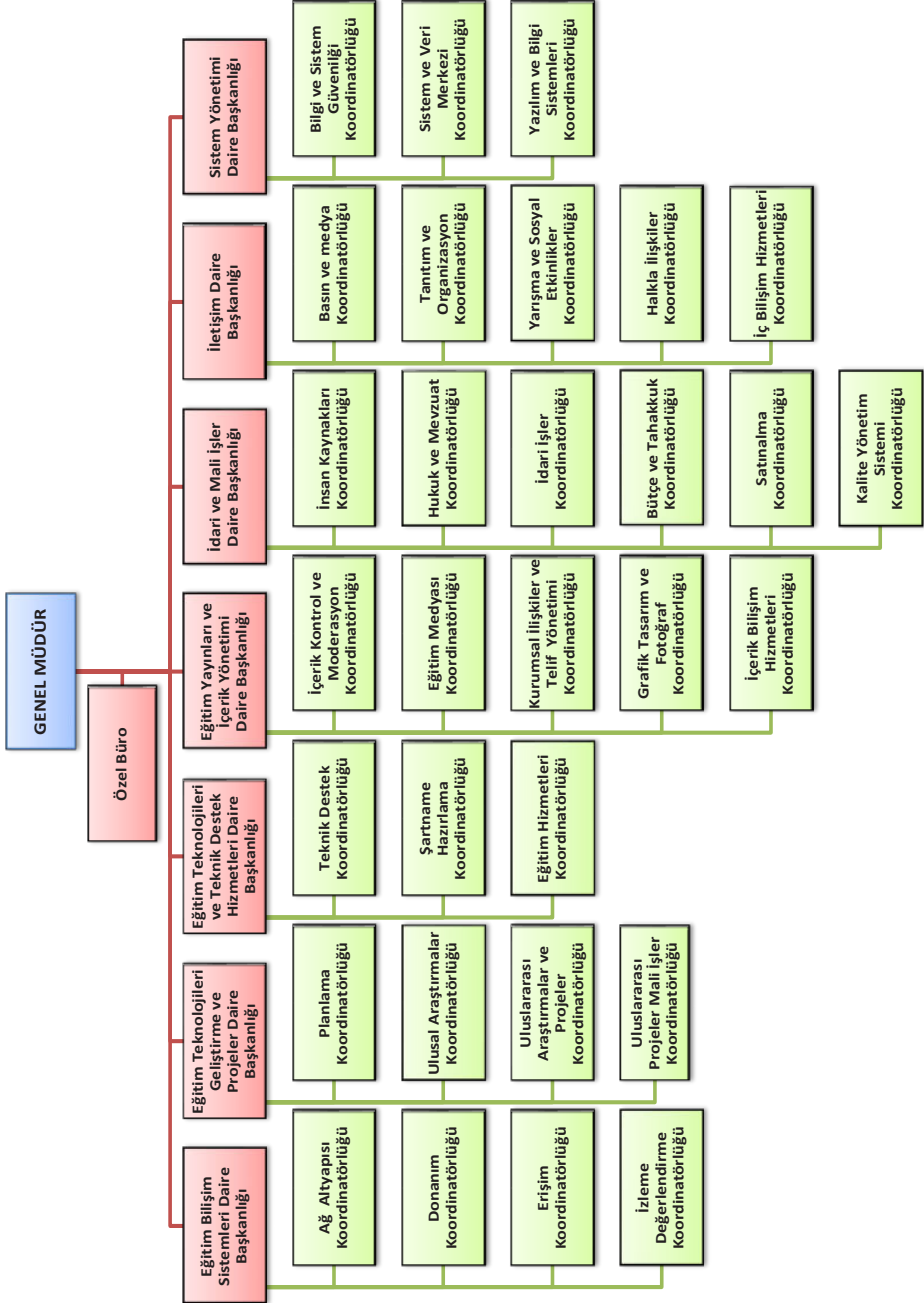 GENEL MÜDÜR
Özel Büro
Eğitim Bilişim
Sistemleri Daire
Başkanlığı
Ağ Altyapısı
Koordinatörlüğü
Donanım
Koordinatörlüğü
Erişim
Koordinatörlüğü
İzleme
Değerlendirme
Koordinatörlüğü
Eğitim Teknolojileri
Geliştirme ve
Projeler Daire
Başkanlığı
Planlama
Koordinatörlüğü
Ulusal Araştırmalar
Koordinatörlüğü
Uluslararası
Araştırmalar ve
Projeler
Koordinatörlüğü
Uluslararası
Projeler Mali İşler
Koordinatörlüğü
Eğitim Teknolojileri
ve Teknik Destek
Hizmetleri Daire
Başkanlığı
Teknik Destek
Koordinatörlüğü
Şartname
Hazırlama
Koordinatörlüğü
Eğitim Hizmetleri
Koordinatörlüğü
Eğitim Yayınları ve
İçerik Yönetimi
Daire Başkanlığı
İçerik Kontrol ve
Moderasyon
Koordinatörlüğü
Eğitim Medyası
Koordinatörlüğü
Kurumsal İlişkiler ve
Telif Yönetimi
Koordinatörlüğü
Grafik Tasarım ve
Fotoğraf
Koordinatörlüğü
İçerik Bilişim
Hizmetleri
Koordinatörlüğü
İdari ve Mali İşler
Daire Başkanlığı
İnsan Kaynakları
Koordinatörlüğü
Hukuk ve Mevzuat
Koordinatörlüğü
İdari İşler
Koordinatörlüğü
Bütçe ve Tahakkuk
Koordinatörlüğü
Satınalma
Koordinatörlüğü
Kalite Yönetim
Sistemi
Koordinatörlüğü
İletişim Daire
Başkanlığı
Basın ve medya
Koordinatörlüğü
Tanıtım ve
Organizasyon
Koordinatörlüğü
Yarışma ve Sosyal
Etkinlikler
Koordinatörlüğü
Halkla İlişkiler
Koordinatörlüğü
İç Bilişim Hizmetleri
Koordinatörlüğü
Sistem Yönetimi
Daire Başkanlığı
Bilgi ve Sistem
Güvenilği
Koordinatörlüğü
Sistem ve Veri
Merkezi
Koordinatörlüğü
Yazılım ve Bilgi
Sistemleri
Koordinatörlüğü